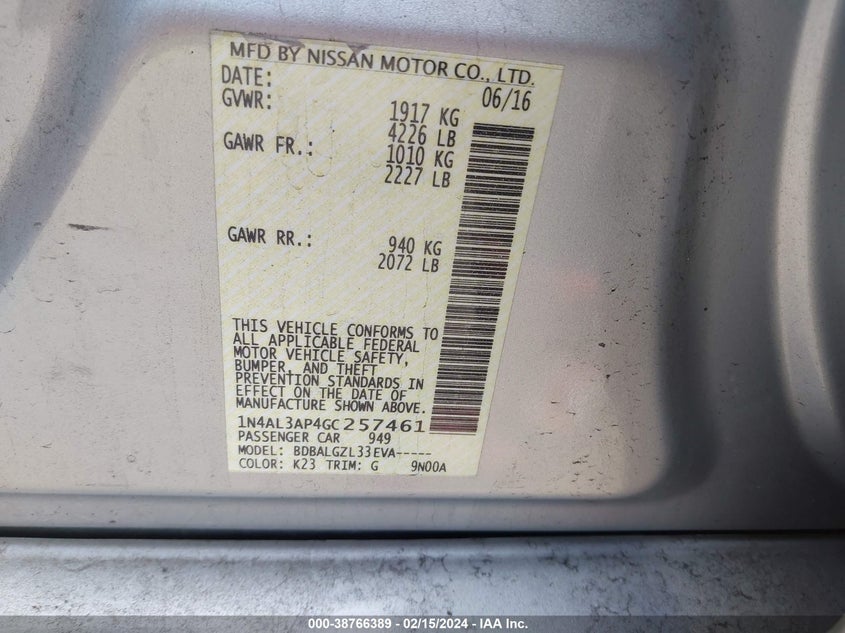 MFD BY NISSAN MOTOR CO., LTD.
DATE: 06/16
GVWR: 1917 KG
4226 LB
GAWR FR.: 1010 KG
2227 LB
GAWR RR.: 940 KG
2072 LB
THIS VEHICLE CONFORMS TO
ALL APPLICABLE FEDERAL
MOTOR VEHICLE SAFETY,
BUMPER, AND THEFT
PREVENTION STANDARDS IN
EFFECT ON THE DATE OF
MANUFACTURE SHOWN ABOVE.
1N4AL3AP4GC257461
PASSENGER CAR 949
MODEL: BDBALGZL33EVA-----
COLOR: K23 TRIM: G 9N00A
000-38766389 - 02/15/2024 - IAA Inc.